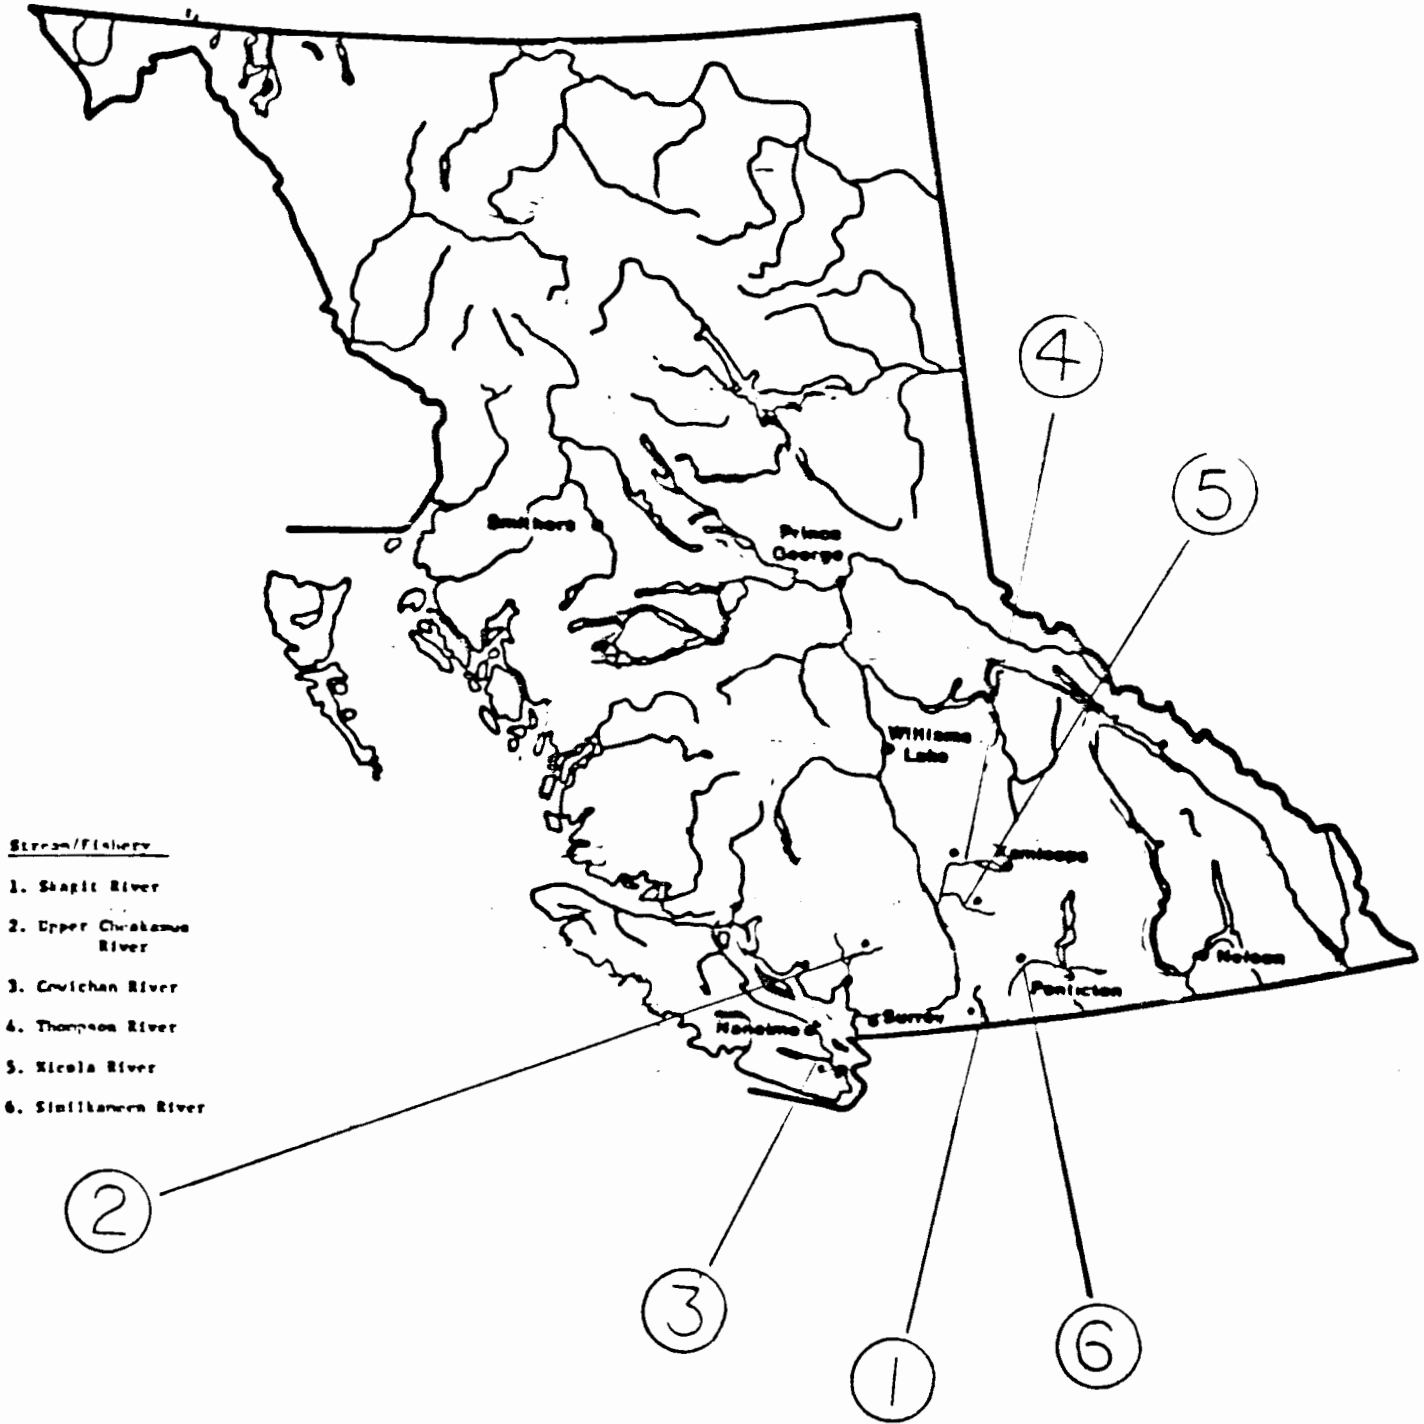 4
5
Smithers
Prince
George
Williams
Lake
Stream/Fishery
Kamloops
1. Skagit River
2. Upper Cheakamus
River
Nelson
3. Cowichan River
Penticton
Surrey
4. Thompson River
Nanaimo
5. Nicola River
6. Similkameen River
2
3
1
6